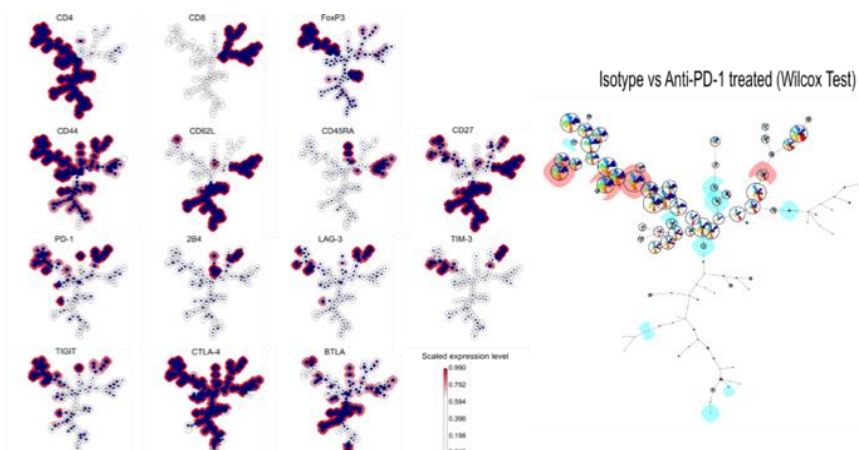 CD4 CD8 FoxP3
Isotype vs Anti-PD-1 treated (Wilcox Test)
CD44 CD62L CD45RA CD27
PD-1 2B4 LAG-3 TIM-3
TIGIT CTLA-4 BTLA
Scaled expression level
0.990
0.792
0.594
0.396
0.198